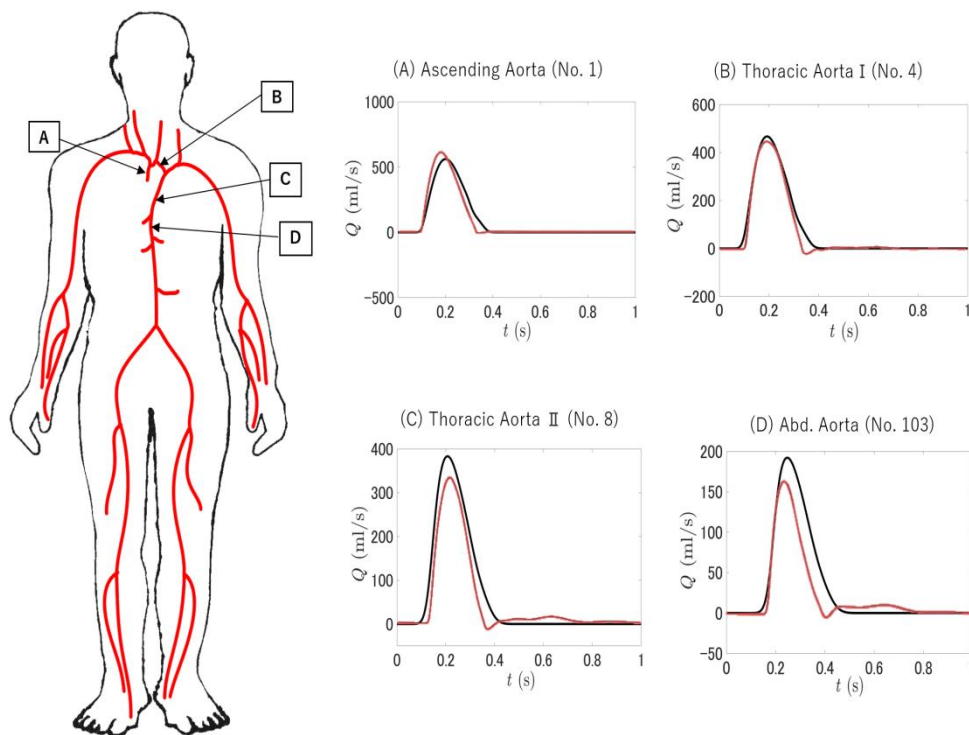 A
B
C
D
(A) Ascending Aorta (No. 1)
1000
500
0
-500
Q (ml/s)
0 0.2 0.4 0.6 0.8 1
t (s)
(B) Thoracic Aorta Ⅰ (No. 4)
600
400
200
0
-200
Q (ml/s)
0 0.2 0.4 0.6 0.8 1
t (s)
(C) Thoracic Aorta Ⅱ (No. 8)
400
300
200
100
0
Q (ml/s)
0 0.2 0.4 0.6 0.8 1
t (s)
(D) Abd. Aorta (No. 103)
200
150
100
50
0
-50
Q (ml/s)
0 0.2 0.4 0.6 0.8 1
t (s)